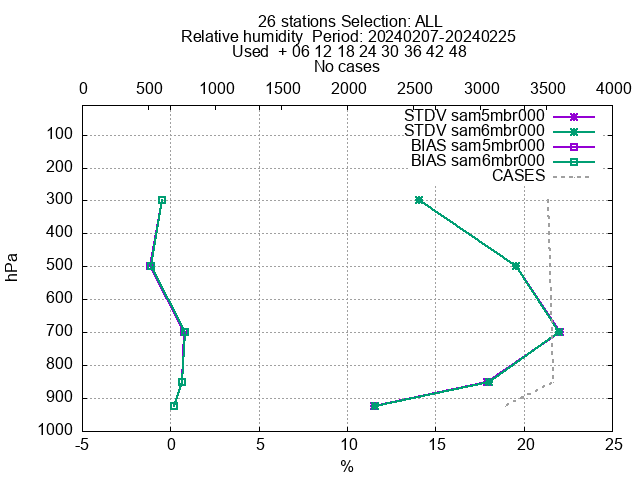 26 stations Selection: ALL
Relative humidity  Period: 20240207-20240225
Used  + 06 12 18 24 30 36 42 48
No cases
0 500 1000 1500 2000 2500 3000 3500 4000
STDV sam5mbr000
STDV sam6mbr000
BIAS sam5mbr000
BIAS sam6mbr000
CASES
100
200
300
400
500
600
700
800
900
1000
hPa
-5 0 5 10 15 20 25
%